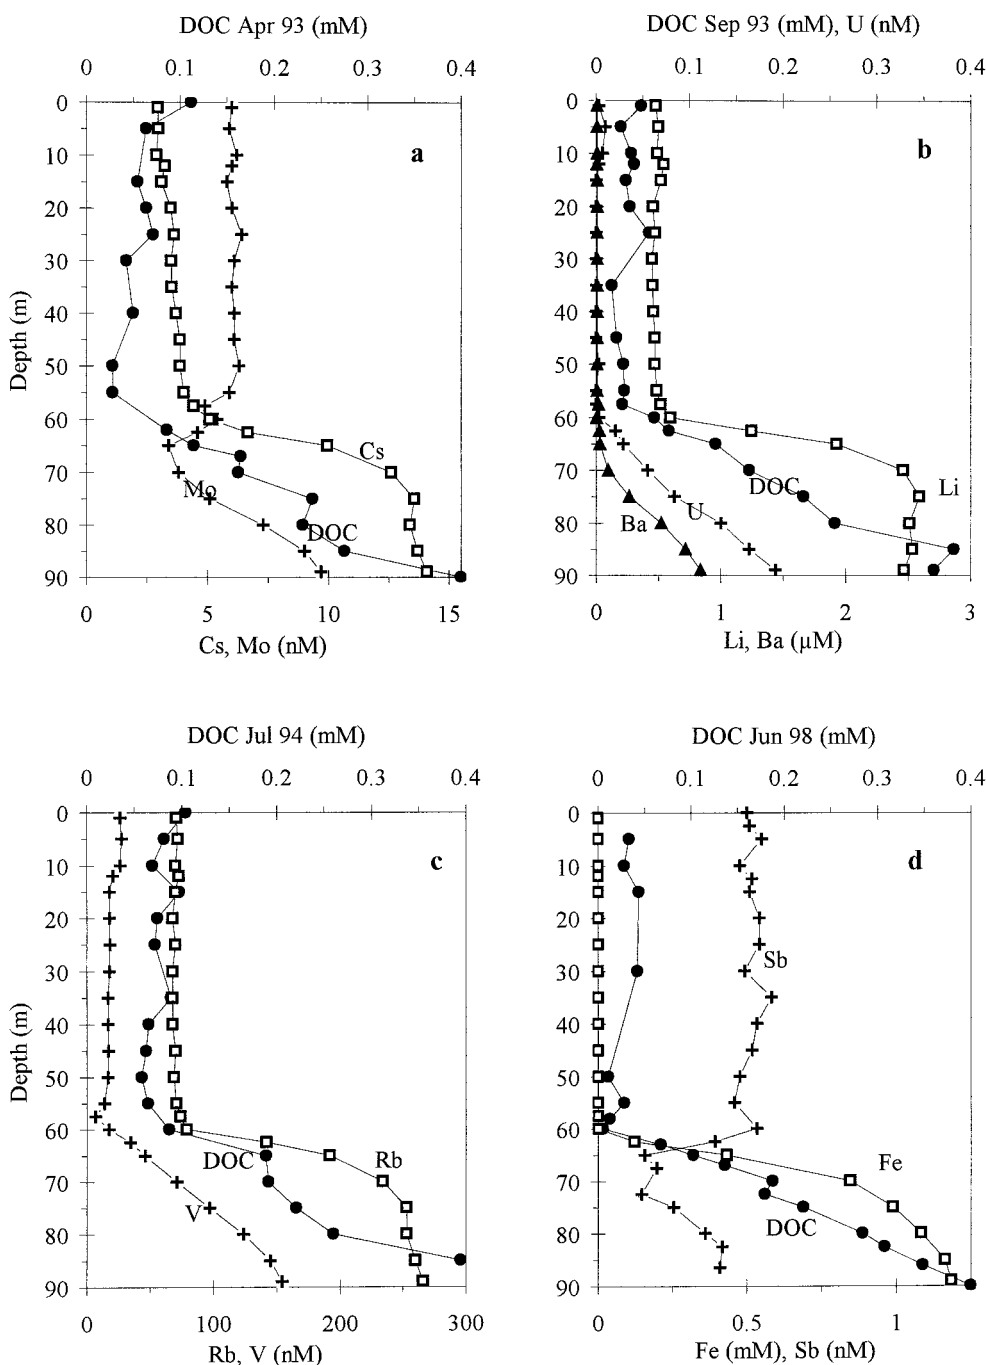 DOC Apr 93 (mM)
0 0.1 0.2 0.3 0.4
a
0
10
20
30
40
50
60
70
80
90
Depth (m)
Cs
Mo
DOC
0 5 10 15
Cs, Mo (nM)
DOC Sep 93 (mM), U (nM)
0 0.1 0.2 0.3 0.4
b
0
10
20
30
40
50
60
70
80
90
DOC
Li
Ba
U
0 1 2 3
Li, Ba (µM)
DOC Jul 94 (mM)
0 0.1 0.2 0.3 0.4
c
0
10
20
30
40
50
60
70
80
90
Depth (m)
DOC
Rb
V
0 100 200 300
Rb, V (nM)
DOC Jun 98 (mM)
0 0.1 0.2 0.3 0.4
d
0
10
20
30
40
50
60
70
80
90
Sb
Fe
DOC
0 0.5 1
Fe (mM), Sb (nM)